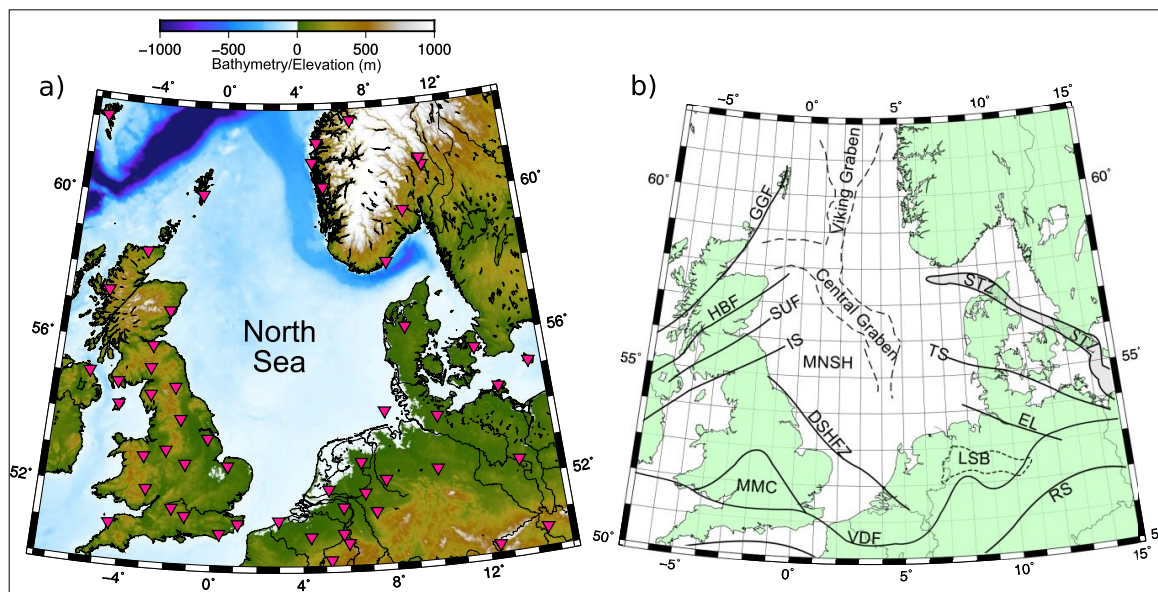 −1000 −500 0 500 1000
Bathymetry/Elevation (m)
a)
−4˚ 0˚ 4˚ 8˚ 12˚
60˚ 60˚
56˚ 56˚
52˚ 52˚
North
Sea
−4˚ 0˚ 4˚ 8˚ 12˚
b)
−5˚ 0˚ 5˚ 10˚ 15˚
60˚ 60˚
55˚ 55˚
50˚
GGF
Viking Graben
HBF
SUF
IS
Central Graben
STZ
STZ
MNSH
TS
DSHFZ
EL
LSB
MMC
RS
VDF
−5˚ 0˚ 5˚ 10˚ 15˚